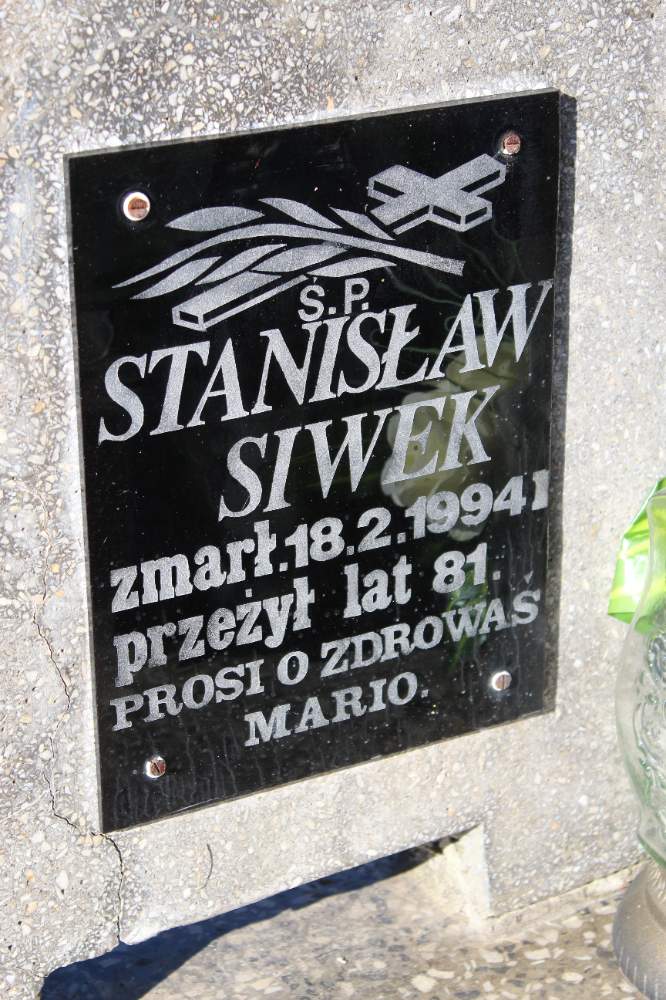 Ś.P.
STANISŁAW
SIWEK
zmarł.18.2.1994r
przeżył lat 81.
PROSI O ZDROWAŚ
MARIO.